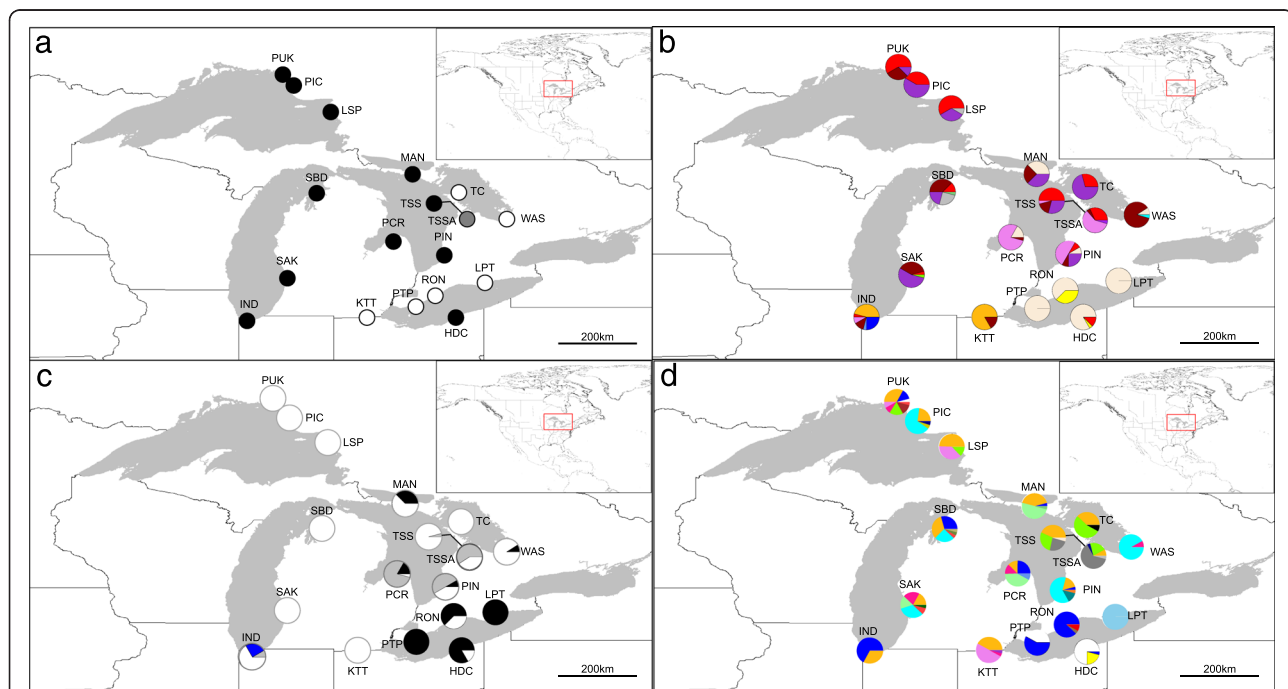 a
PUK
PIC
LSP
MAN
SBD
TC
TSS
TSSA
WAS
PCR
PIN
SAK
LPT
RON
PTP
IND
KTT
HDC
200km
b
PUK
PIC
LSP
MAN
SBD
TC
TSS
WAS
TSSA
PCR
PIN
SAK
RON
LPT
PTP
IND
KTT
HDC
200km
c
PUK
PIC
LSP
MAN
SBD
TC
TSS
WAS
TSSA
PCR
PIN
SAK
LPT
RON
PTP
IND
KTT
HDC
200km
d
PUK
PIC
LSP
MAN
SBD
TC
TSS
WAS
TSSA
PCR
PIN
SAK
RON
LPT
PTP
IND
KTT
HDC
200km